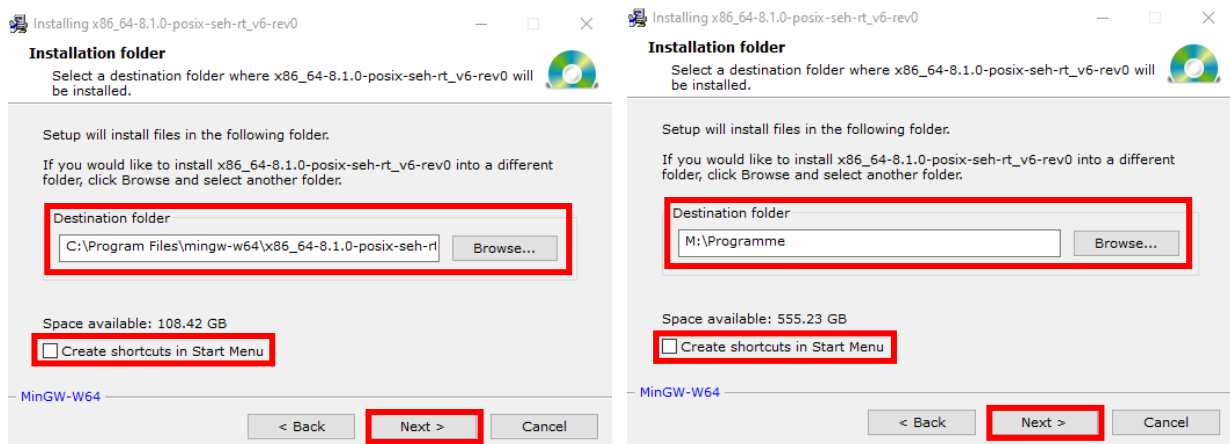 Installing x86_64-8.1.0-posix-seh-rt_v6-rev0
Installation folder
Select a destination folder where x86_64-8.1.0-posix-seh-rt_v6-rev0 will
be installed.
Setup will install files in the following folder.
If you would like to install x86_64-8.1.0-posix-seh-rt_v6-rev0 into a different
folder, click Browse and select another folder.
Destination folder
C:\Program Files\mingw-w64\x86_64-8.1.0-posix-seh-rt
Browse...
Space available: 108.42 GB
Create shortcuts in Start Menu
MinGW-W64
< Back
Next >
Cancel
Installing x86_64-8.1.0-posix-seh-rt_v6-rev0
Installation folder
Select a destination folder where x86_64-8.1.0-posix-seh-rt_v6-rev0 will
be installed.
Setup will install files in the following folder.
If you would like to install x86_64-8.1.0-posix-seh-rt_v6-rev0 into a different
folder, click Browse and select another folder.
Destination folder
M:\Programme
Browse...
Space available: 555.23 GB
Create shortcuts in Start Menu
MinGW-W64
< Back
Next >
Cancel